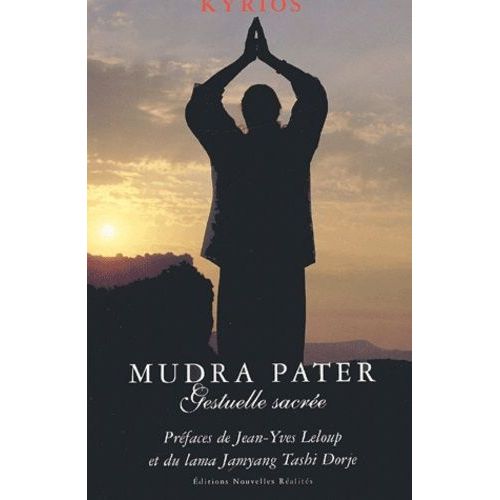 KYRIOS
MUDRA PATER
Gestuelle sacrée
Préfaces de Jean-Yves Leloup
et du lama Jamyang Tashi Dorje
Éditions Nouvelles Réalités